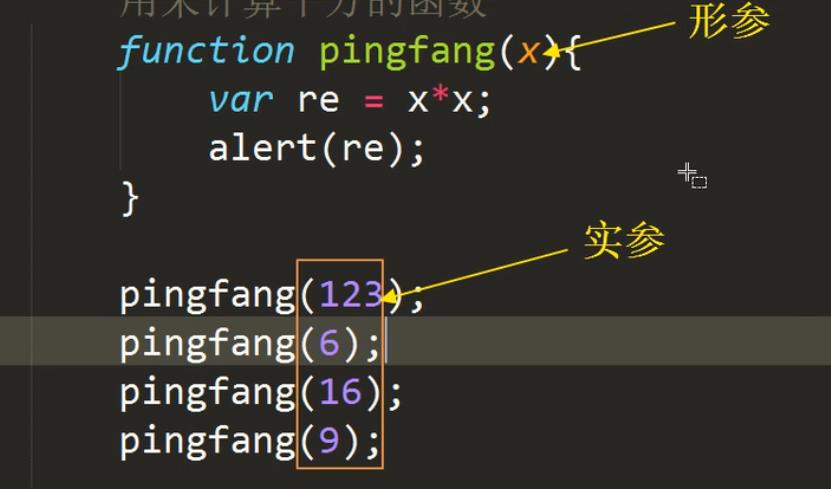 用来计算平方的函数
function pingfang(x){ 形参
var re = x*x;
alert(re);
}
实参
pingfang(123);
pingfang(6);
pingfang(16);
pingfang(9);